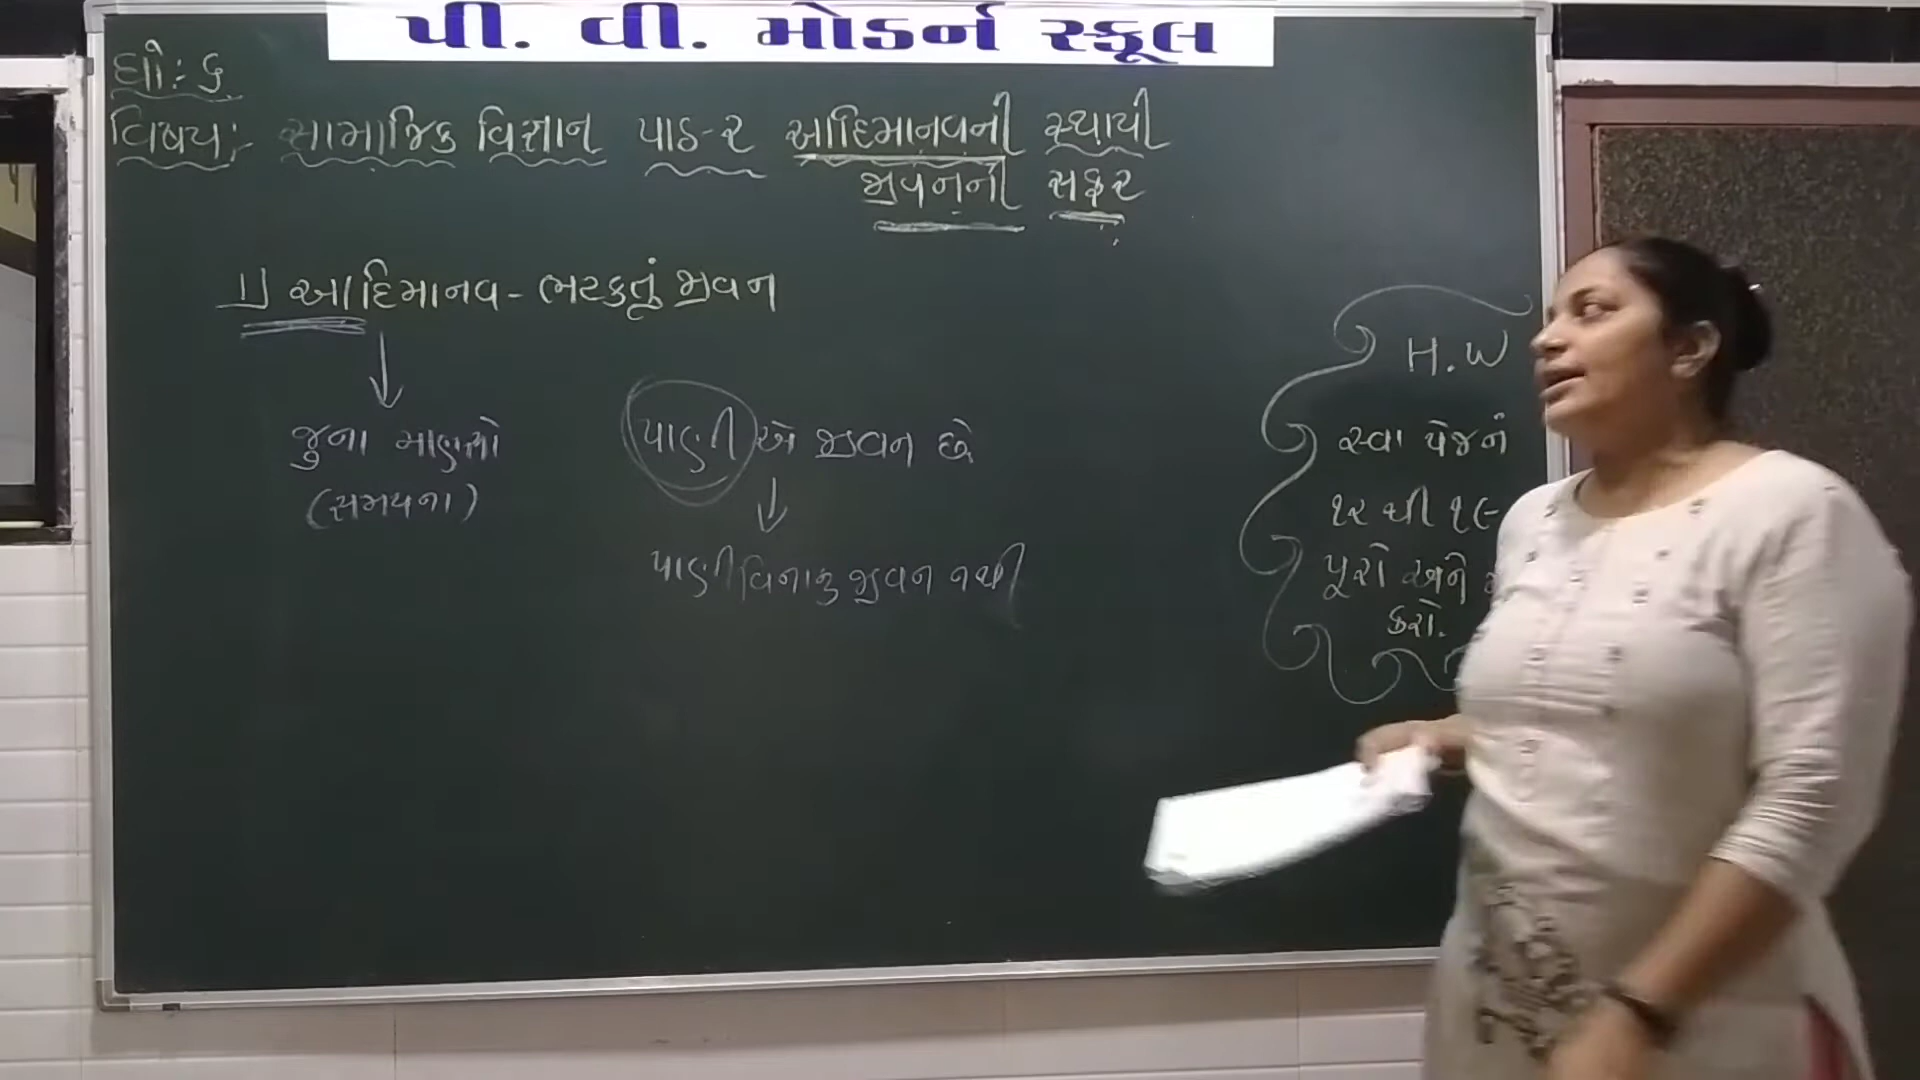 પી. વી. મોડર્ન સ્કૂલ
ધો: ૬
વિષય: સામાજિક વિજ્ઞાન પાઠ-૨ આદિમાનવની સ્થાયી
જીવનની સફર
1) આદિમાનવ - ભટકતું જીવન
જુના માણસો
(સમયના)
પાણી એ જીવન છે
પાણી વિનાનુ જીવન નથી
H.W
સ્વા પેજનં
૧૨ થી ૧૯
પૂરો અને
કરો.